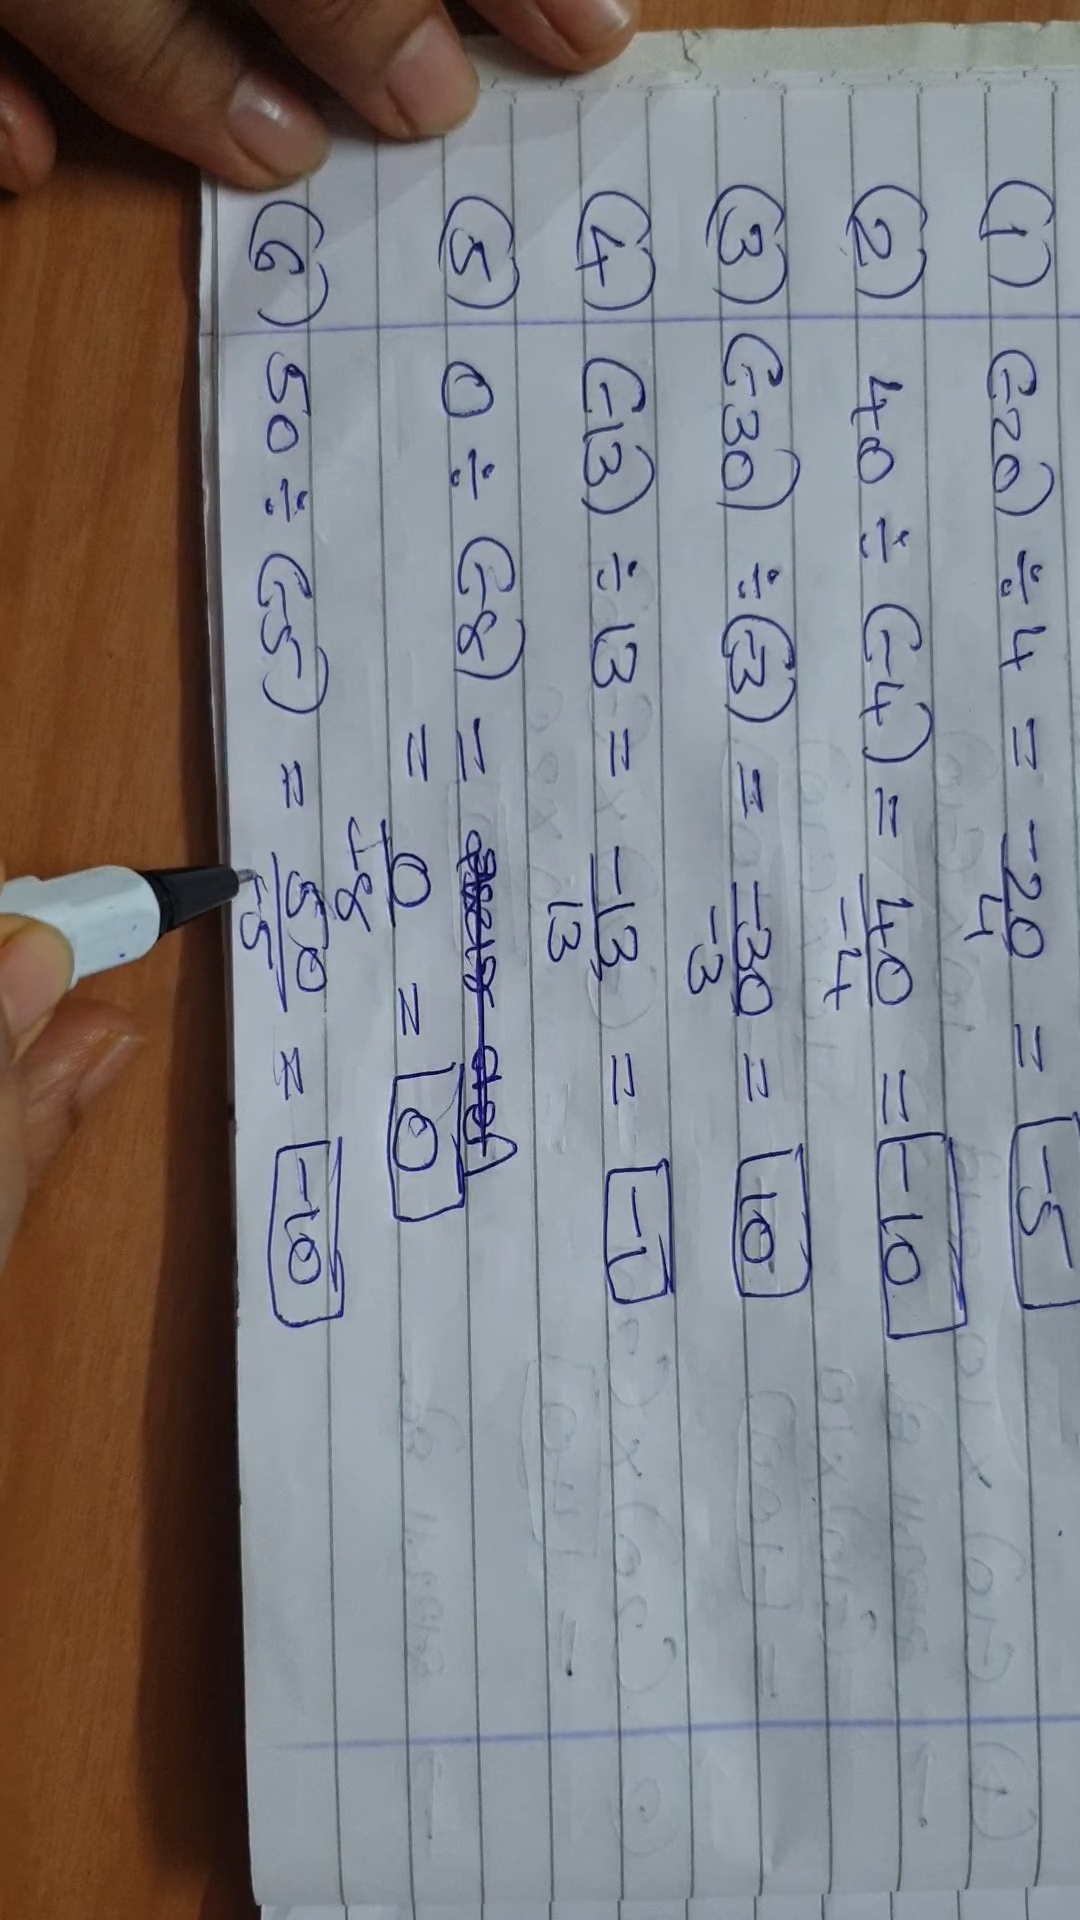 (1) (-20) ÷ 4 = -20/4 = -5
(2) 40 ÷ (-4) = 40/-4 = -10
(3) (-30) ÷ (-3) = -30/-3 = 10
(4) (-13) ÷ 13 = -13/13 = -1
(5) 0 ÷ (-8) =
= 0/-8 = 0
(6) 50 ÷ (-5) = 50/-5 = -10